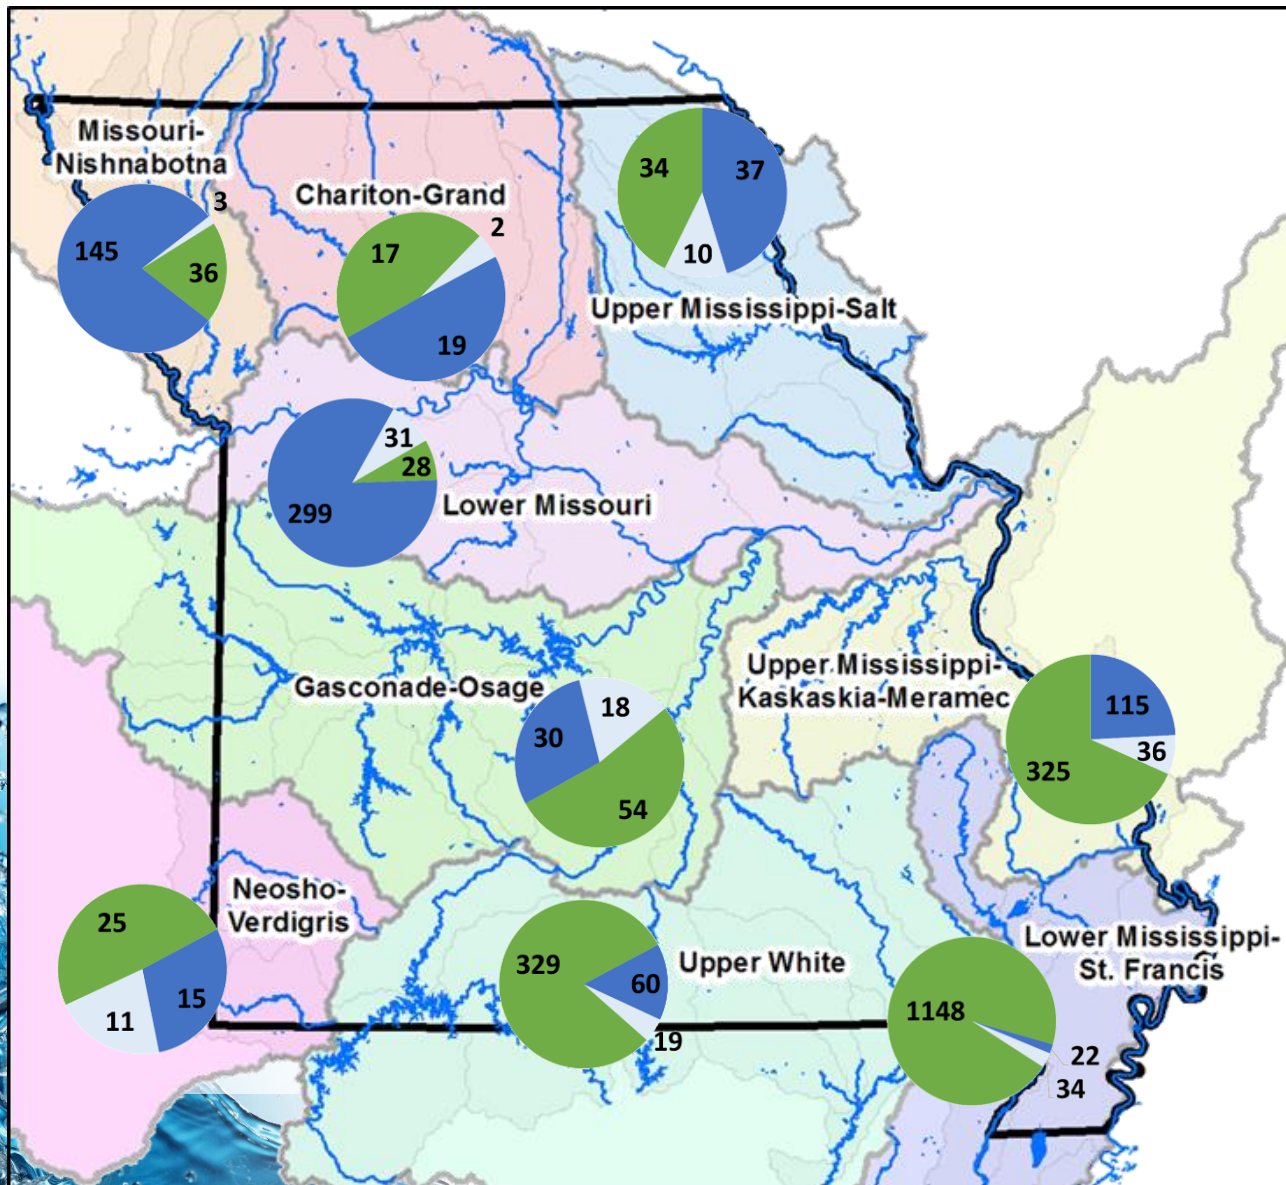 Missouri-
Nishnabotna
3
145
36
Chariton-Grand
2
17
19
34
37
10
Upper Mississippi-Salt
31
28
299
Lower Missouri
Upper Mississippi-
Kaskaskia-Meramec
115
36
325
Gasconade-Osage
18
30
54
Neosho-
Verdigris
25
15
11
329
60
19
Upper White
Lower Mississippi-
St. Francis
1148
22
34